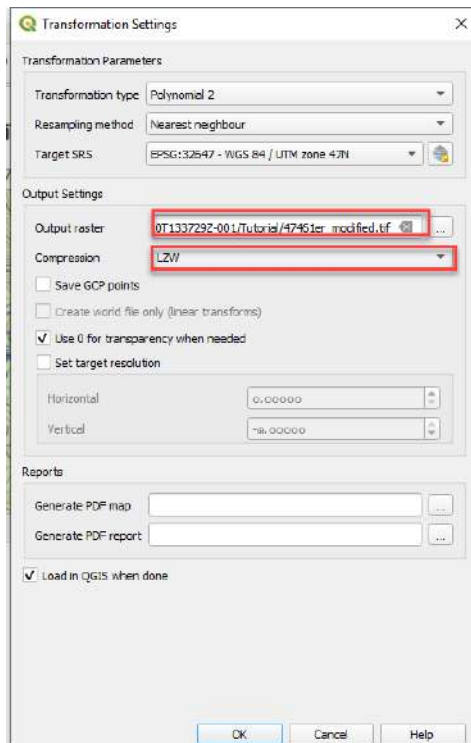 Transformation Settings
Transformation Parameters
Transformation type Polynomial 2
Resampling method Nearest neighbour
Target SRS EPSG:32647 - WGS 84 / UTM zone 47N
Output Settings
Output raster 0T133729Z-001/Tutorial/47461er_modified.tif ...
Compression LZW
Save GCP points
Create world file only (linear transforms)
Use 0 for transparency when needed
Set target resolution
Horizontal 0.00000
Vertical
Reports
Generate PDF map ...
Generate PDF report ...
Load in QGIS when done
OK Cancel Help